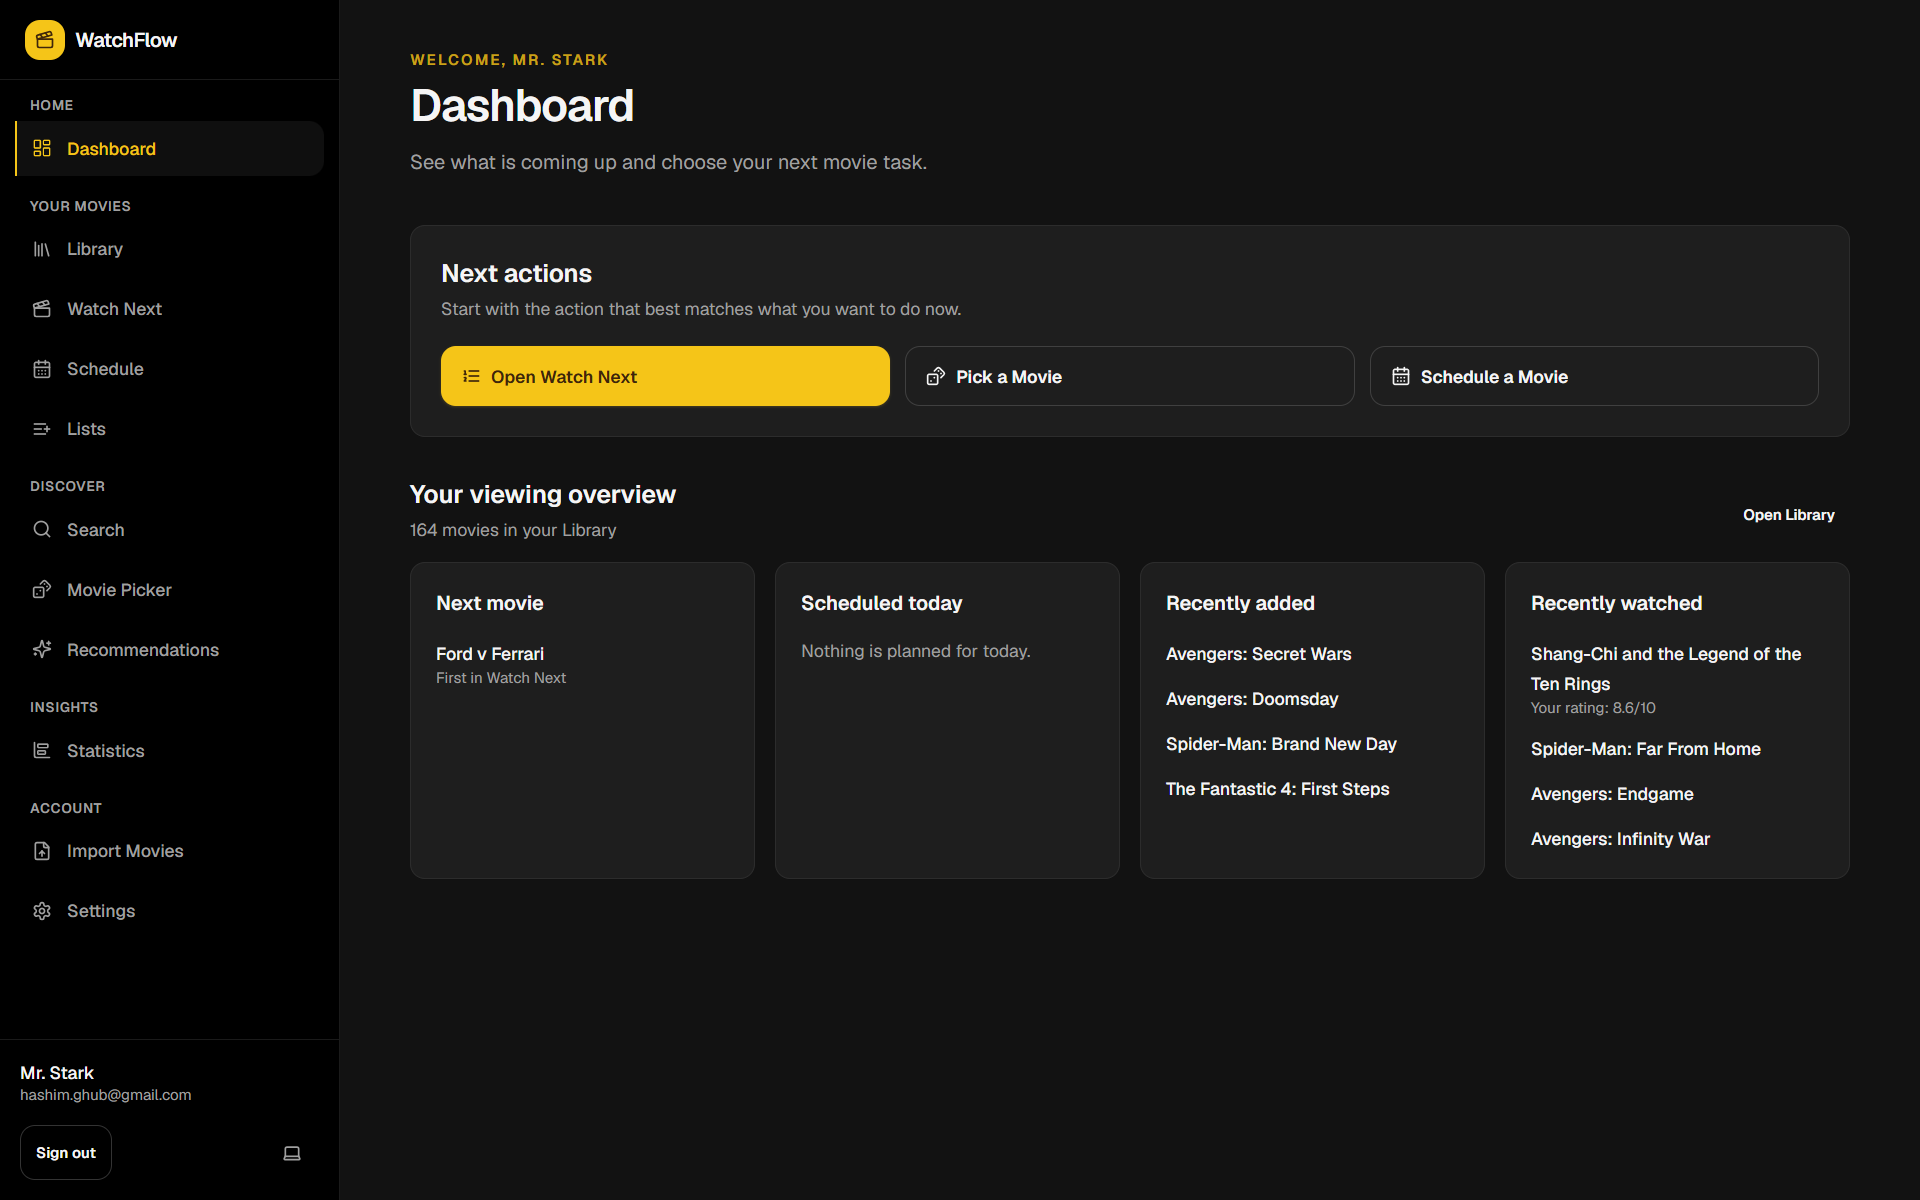 WatchFlow
HOME
Dashboard
YOUR MOVIES
Library
Watch Next
Schedule
Lists
DISCOVER
Search
Movie Picker
Recommendations
INSIGHTS
Statistics
ACCOUNT
Import Movies
Settings
Mr. Stark
hashim.ghub@gmail.com
Sign out
WELCOME, MR. STARK
Dashboard
See what is coming up and choose your next movie task.
Next actions
Start with the action that best matches what you want to do now.
Open Watch Next
Pick a Movie
Schedule a Movie
Your viewing overview
164 movies in your Library
Open Library
Next movie
Ford v Ferrari
First in Watch Next
Scheduled today
Nothing is planned for today.
Recently added
Avengers: Secret Wars
Avengers: Doomsday
Spider-Man: Brand New Day
The Fantastic 4: First Steps
Recently watched
Shang-Chi and the Legend of the
Ten Rings
Your rating: 8.6/10
Spider-Man: Far From Home
Avengers: Endgame
Avengers: Infinity War